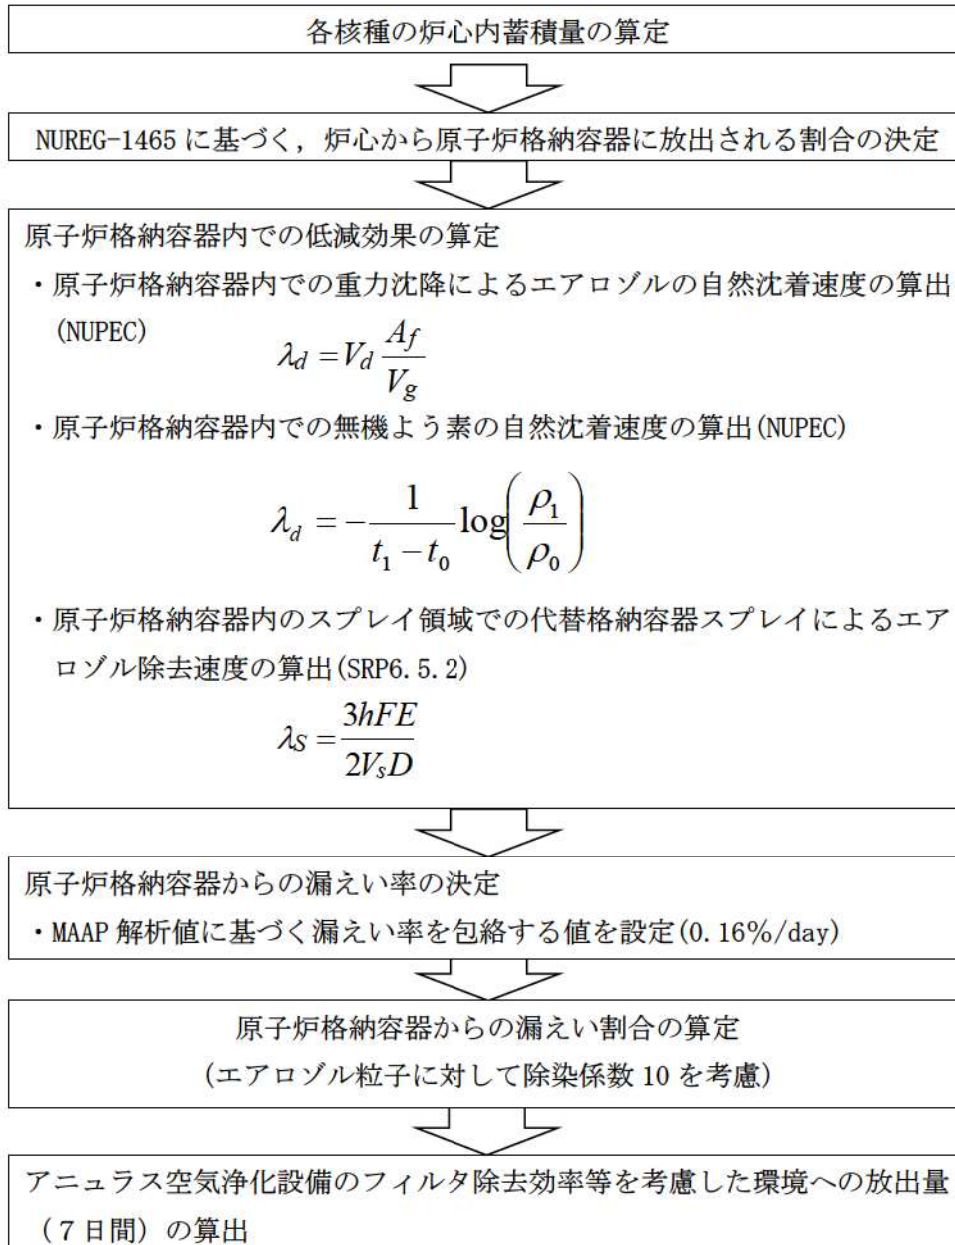 各核種の炉心内蓄積量の算定
NUREG-1465に基づく，炉心から原子炉格納容器に放出される割合の決定
原子炉格納容器内での低減効果の算定
・原子炉格納容器内での重力沈降によるエアロゾルの自然沈着速度の算出
(NUPEC)
λd = Vd Af/Vg
・原子炉格納容器内での無機よう素の自然沈着速度の算出(NUPEC)
λd = −1/(t1−t0) log(ρ1/ρ0)
・原子炉格納容器内のスプレイ領域での代替格納容器スプレイによるエア
ロゾル除去速度の算出(SRP6.5.2)
λS = 3hFE/2VsD
原子炉格納容器からの漏えい率の決定
・MAAP解析値に基づく漏えい率を包絡する値を設定(0.16%/day)
原子炉格納容器からの漏えい割合の算定
(エアロゾル粒子に対して除染係数10を考慮)
アニュラス空気浄化設備のフィルタ除去効率等を考慮した環境への放出量
（７日間）の算出